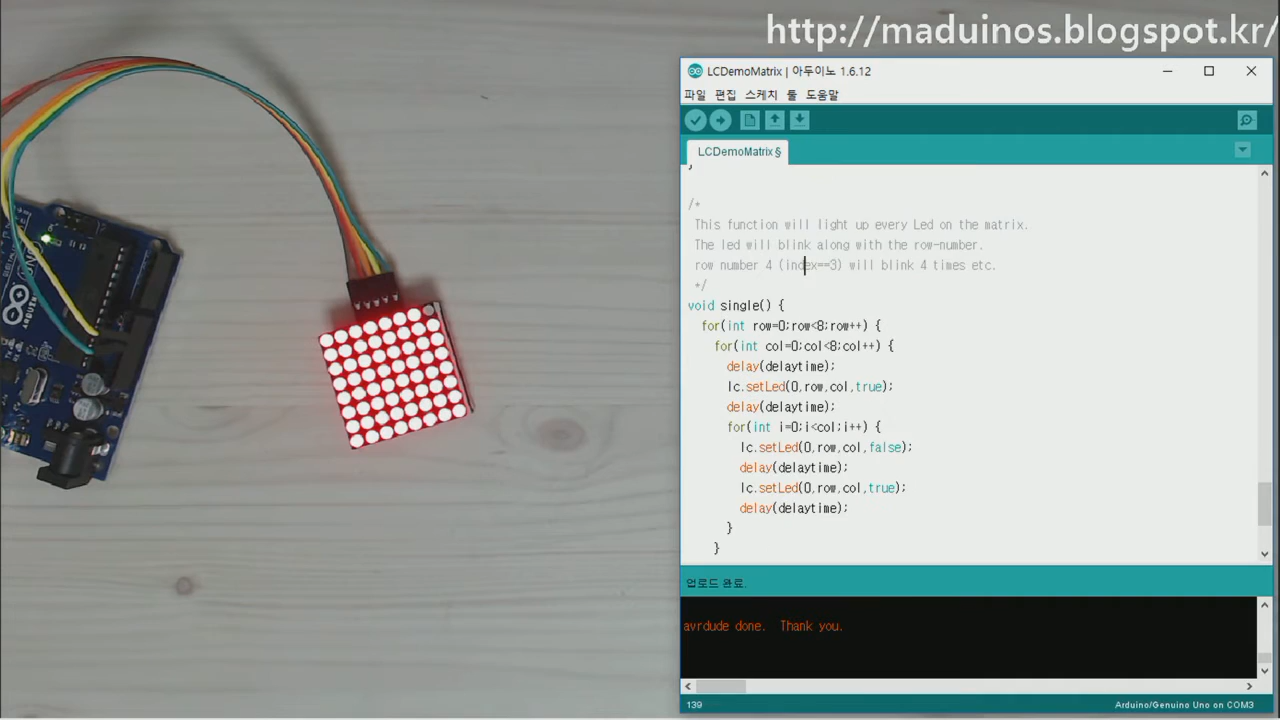 http://maduinos.blogspot.kr/
LCDemoMatrix | 아두이노 1.6.12
파일 편집 스케치 툴 도움말
LCDemoMatrix §
}
/*
This function will light up every Led on the matrix.
The led will blink along with the row-number.
row number 4 (index==3) will blink 4 times etc.
*/
void single() {
for(int row=0;row<8;row++) {
for(int col=0;col<8;col++) {
delay(delaytime);
lc.setLed(0,row,col,true);
delay(delaytime);
for(int i=0;i<col;i++) {
lc.setLed(0,row,col,false);
delay(delaytime);
lc.setLed(0,row,col,true);
delay(delaytime);
}
}
업로드 완료.
avrdude done.  Thank you.
139
Arduino/Genuino Uno on COM3